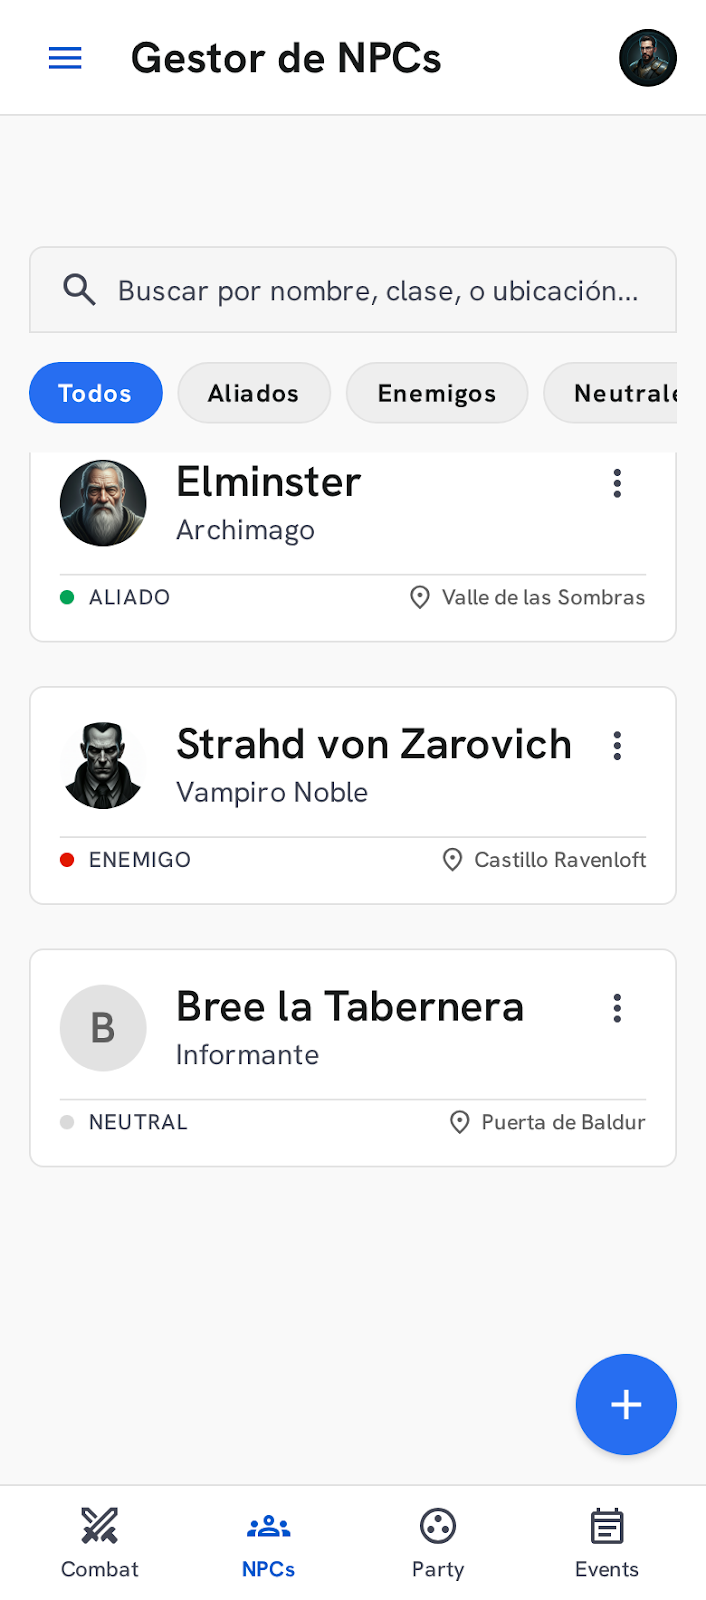 Gestor de NPCs
Buscar por nombre, clase, o ubicación...
Todos
Aliados
Enemigos
Neutrale
Elminster
Archimago
ALIADO
Valle de las Sombras
Strahd von Zarovich
Vampiro Noble
ENEMIGO
Castillo Ravenloft
B
Bree la Tabernera
Informante
NEUTRAL
Puerta de Baldur
Combat
NPCs
Party
Events